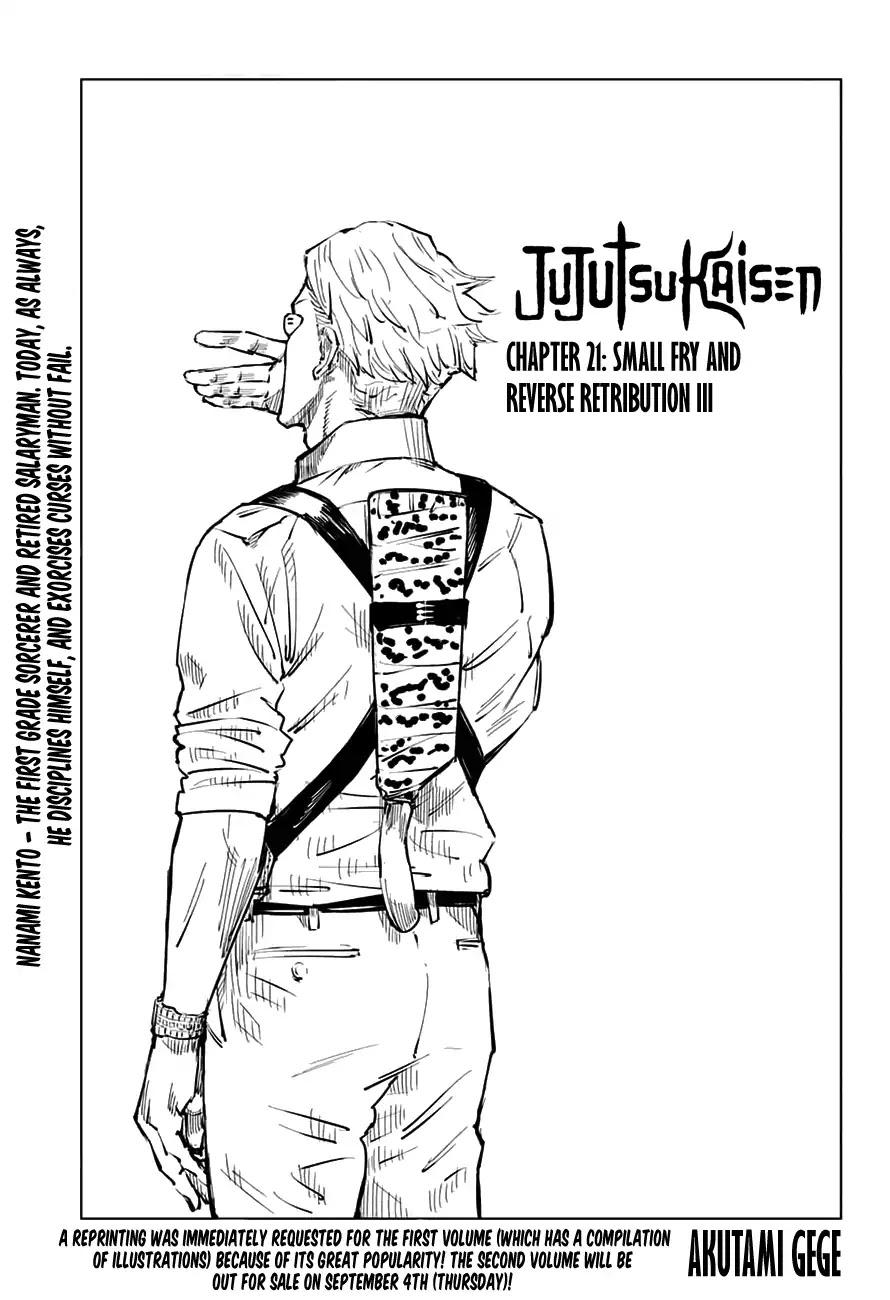 JUJUTSU KAISEN
CHAPTER 21: SMALL FRY AND
REVERSE RETRIBUTION III
NANAMI KENTO – THE FIRST GRADE SORCERER AND RETIRED SALARYMAN. TODAY, AS ALWAYS,
HE DISCIPLINES HIMSELF, AND EXORCISES CURSES WITHOUT FAIL.
A REPRINTING WAS IMMEDIATELY REQUESTED FOR THE FIRST VOLUME (WHICH HAS A COMPILATION
OF ILLUSTRATIONS) BECAUSE OF ITS GREAT POPULARITY! THE SECOND VOLUME WILL BE
OUT FOR SALE ON SEPTEMBER 4TH (THURSDAY)!
AKUTAMI GEGE